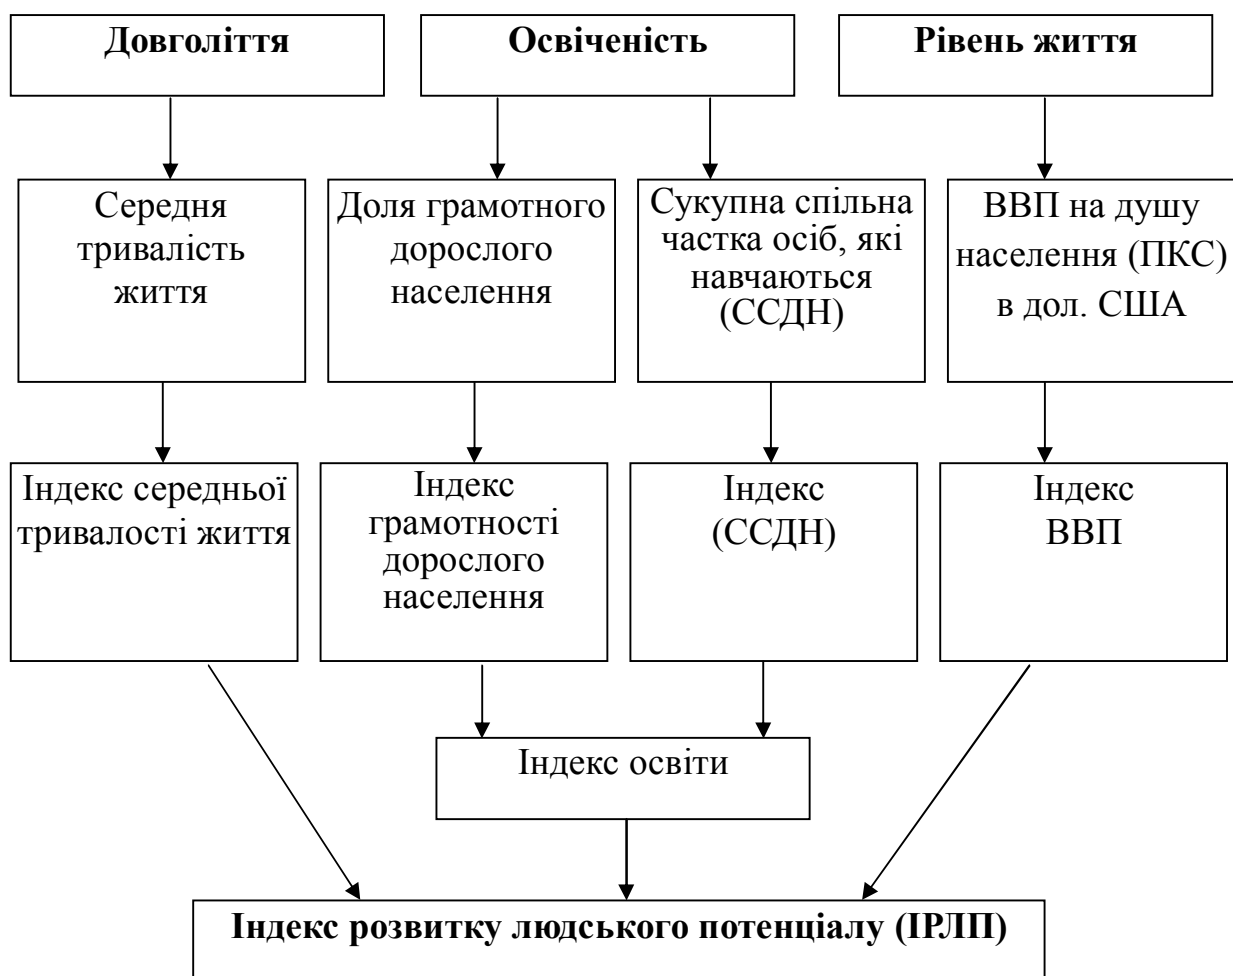 Довголіття
Освіченість
Рівень життя
Середня
тривалість
життя
Доля грамотного
дорослого
населення
Сукупна спільна
частка осіб, які
навчаються
(ССДН)
ВВП на душу
населення (ПКС)
в дол. США
Індекс середньої
тривалості життя
Індекс
грамотності
дорослого
населення
Індекс
(ССДН)
Індекс
ВВП
Індекс освіти
Індекс розвитку людського потенціалу (ІРЛП)